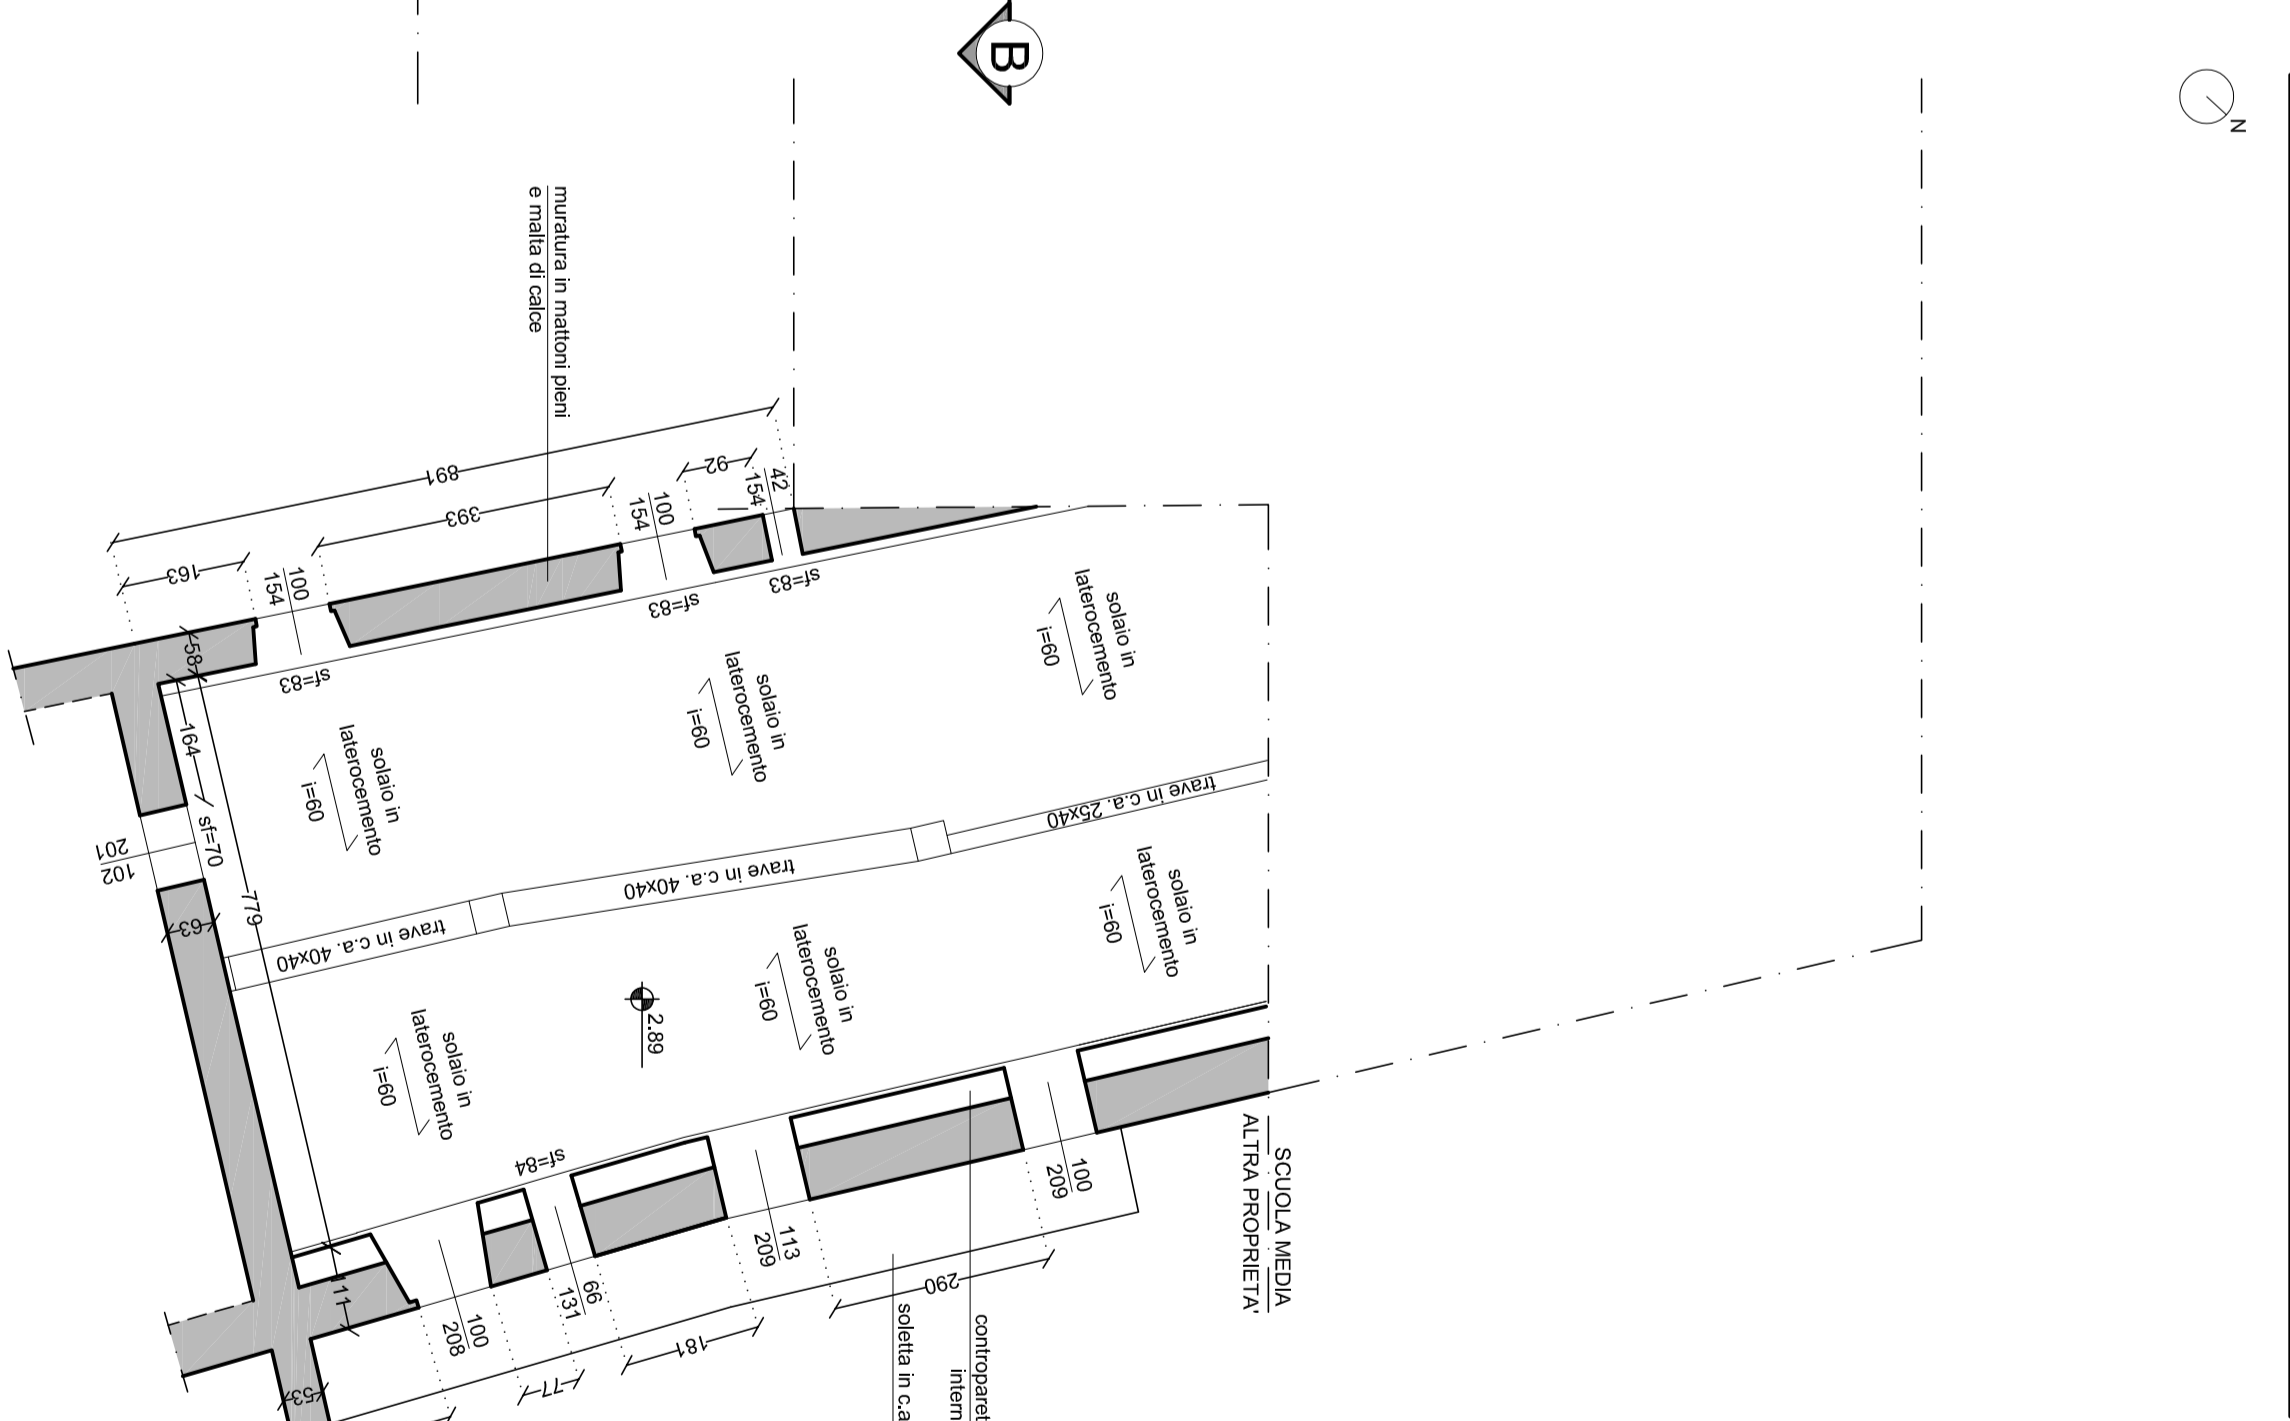 B
N
muratura in mattoni pieni
e malta di calce
891
393
163
92
42
154
100
154
100
154
sf=83
sf=83
sf=83
58
164
sf=70
201
102
779
63
solaio in
laterocemento
i=60
solaio in
laterocemento
i=60
solaio in
laterocemento
i=60
trave in c.a. 25x40
trave in c.a. 40x40
trave in c.a. 40x40
solaio in
laterocemento
i=60
solaio in
laterocemento
i=60
solaio in
laterocemento
i=60
2.89
sf=84
SCUOLA MEDIA
ALTRA PROPRIETA'
100
209
113
209
66
131
100
208
290
181
77
53
controparet
intern
soletta in c.a